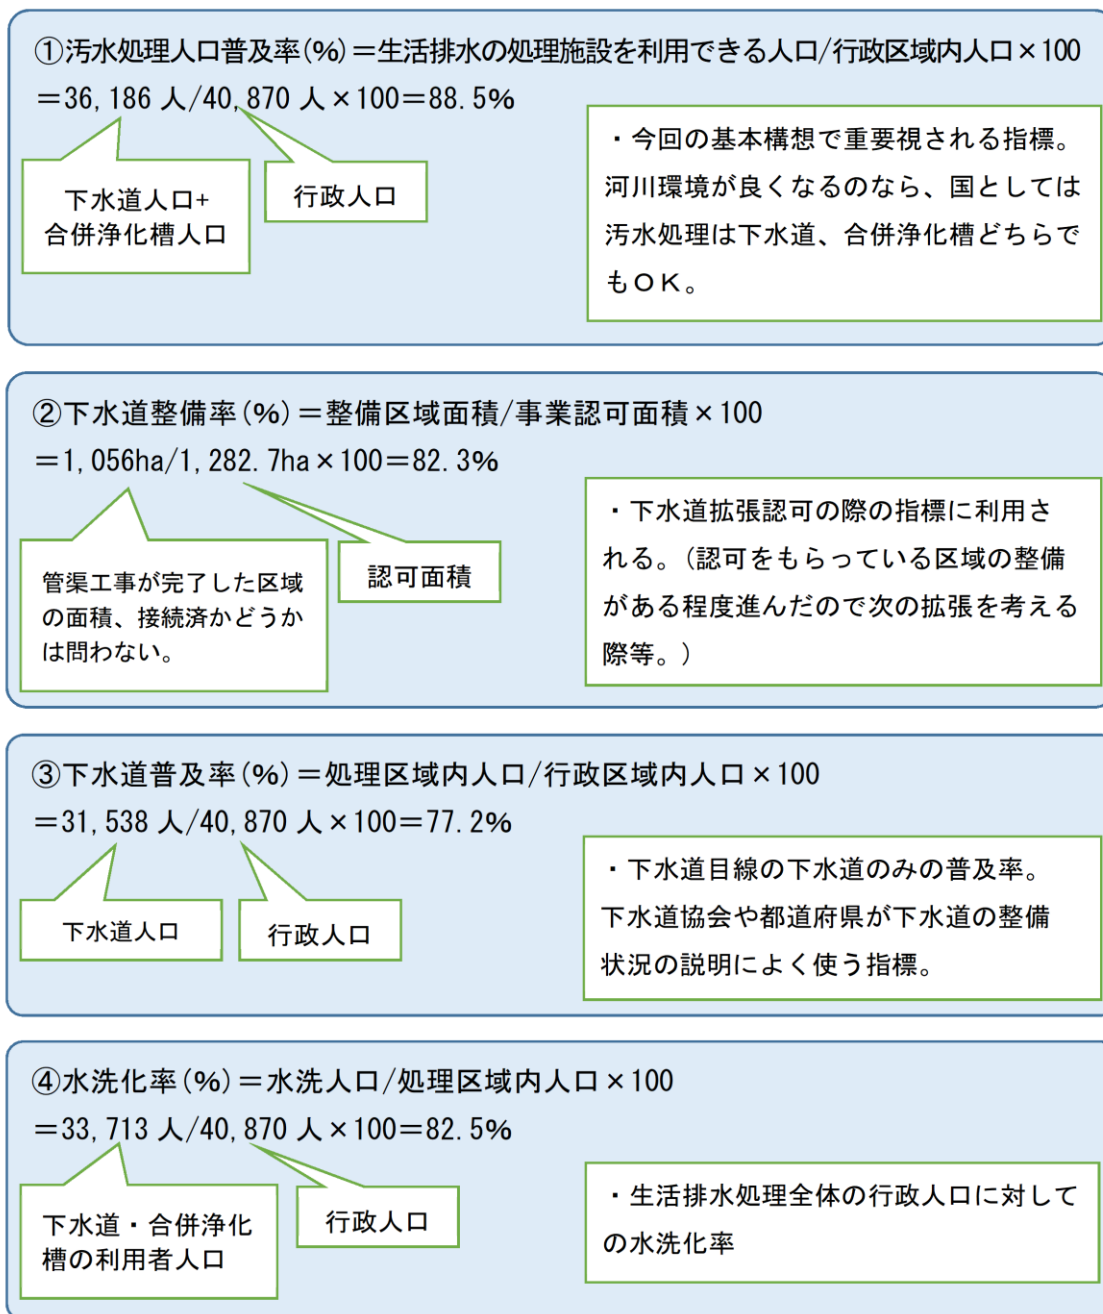 ①汚水処理人口普及率(%)＝生活排水の処理施設を利用できる人口/行政区域内人口×100
＝36,186 人/40,870 人×100＝88.5%
下水道人口+
合併浄化槽人口
行政人口
・今回の基本構想で重要視される指標。
河川環境が良くなるのなら、国としては
汚水処理は下水道、合併浄化槽どちらで
もＯＫ。
②下水道整備率(%)＝整備区域面積/事業認可面積×100
＝1,056ha/1,282.7ha×100＝82.3%
管渠工事が完了した区域
の面積、接続済かどうか
は問わない。
認可面積
・下水道拡張認可の際の指標に利用さ
れる。(認可をもらっている区域の整備
がある程度進んだので次の拡張を考える
際等。)
③下水道普及率(%)＝処理区域内人口/行政区域内人口×100
＝31,538 人/40,870 人×100＝77.2%
下水道人口
行政人口
・下水道目線の下水道のみの普及率。
下水道協会や都道府県が下水道の整備
状況の説明によく使う指標。
④水洗化率(%)＝水洗人口/処理区域内人口×100
＝33,713 人/40,870 人×100＝82.5%
下水道・合併浄化
槽の利用者人口
行政人口
・生活排水処理全体の行政人口に対して
の水洗化率